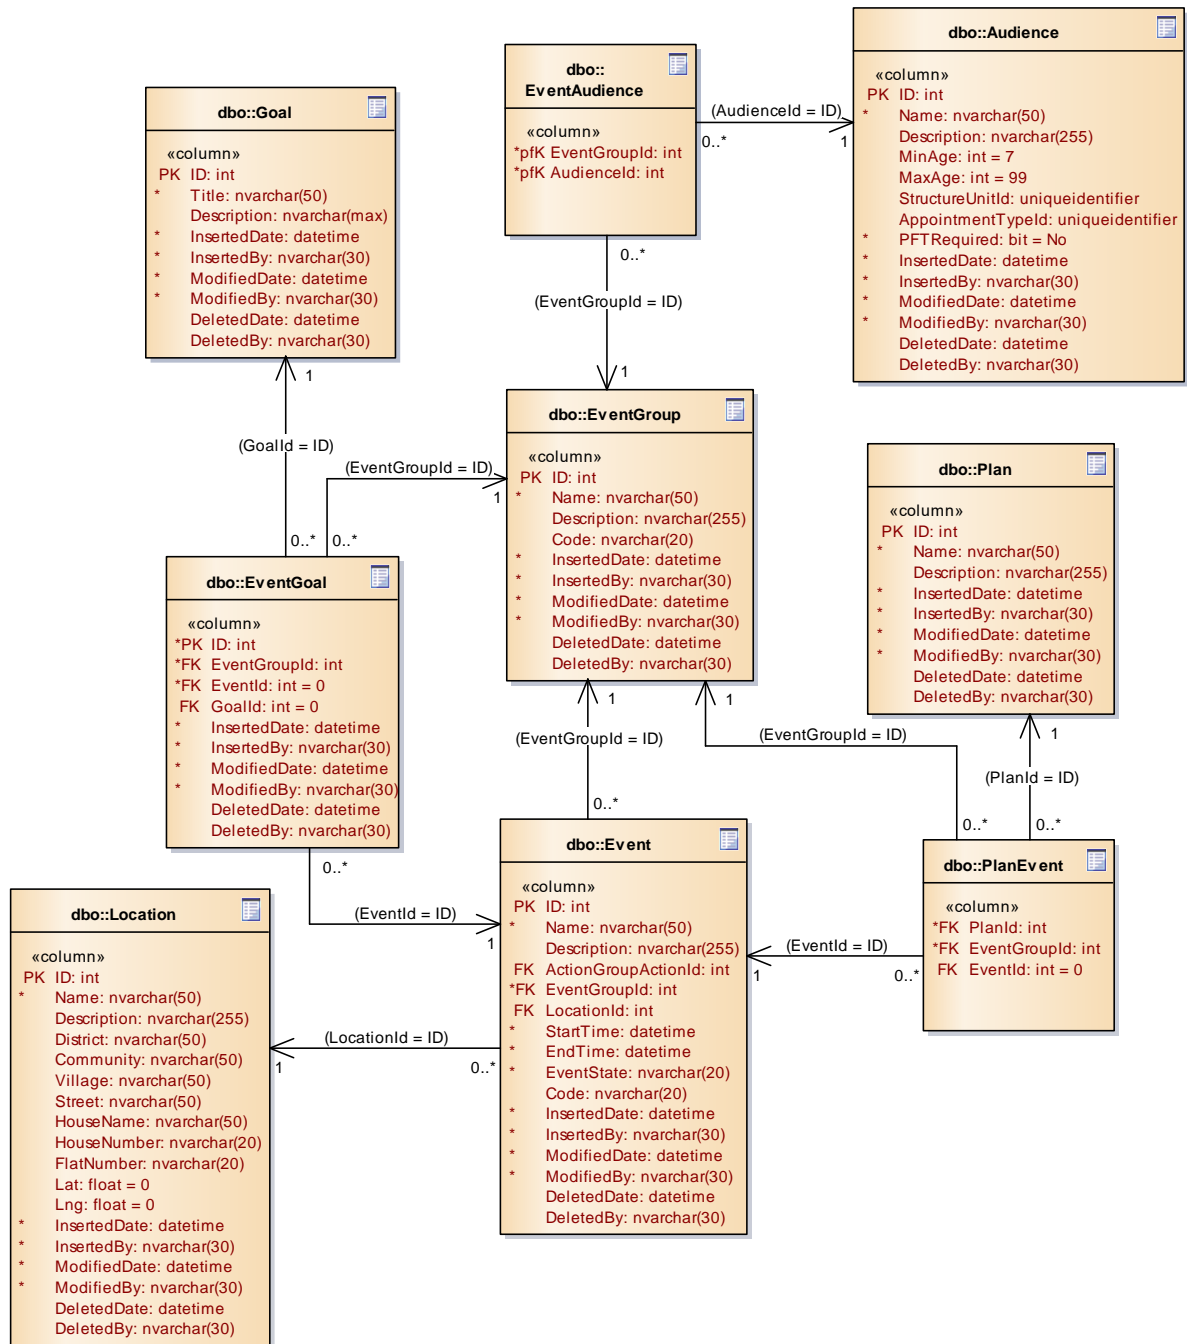 dbo::Audience
«column»
PK ID: int
* Name: nvarchar(50)
Description: nvarchar(255)
MinAge: int = 7
MaxAge: int = 99
StructureUnitId: uniqueidentifier
AppointmentTypeId: uniqueidentifier
* PFTRequired: bit = No
* InsertedDate: datetime
* InsertedBy: nvarchar(30)
* ModifiedDate: datetime
* ModifiedBy: nvarchar(30)
DeletedDate: datetime
DeletedBy: nvarchar(30)
dbo::
EventAudience
«column»
*pfK EventGroupId: int
*pfK AudienceId: int
(AudienceId = ID)
0..*
1
dbo::Goal
«column»
PK ID: int
* Title: nvarchar(50)
Description: nvarchar(max)
* InsertedDate: datetime
* InsertedBy: nvarchar(30)
* ModifiedDate: datetime
* ModifiedBy: nvarchar(30)
DeletedDate: datetime
DeletedBy: nvarchar(30)
0..*
(EventGroupId = ID)
1
1
(GoalId = ID)
0..*
(EventGroupId = ID)
1
0..*
dbo::EventGroup
«column»
PK ID: int
* Name: nvarchar(50)
Description: nvarchar(255)
Code: nvarchar(20)
* InsertedDate: datetime
* InsertedBy: nvarchar(30)
* ModifiedDate: datetime
* ModifiedBy: nvarchar(30)
DeletedDate: datetime
DeletedBy: nvarchar(30)
dbo::Plan
«column»
PK ID: int
* Name: nvarchar(50)
Description: nvarchar(255)
* InsertedDate: datetime
* InsertedBy: nvarchar(30)
* ModifiedDate: datetime
* ModifiedBy: nvarchar(30)
DeletedDate: datetime
DeletedBy: nvarchar(30)
dbo::EventGoal
«column»
*PK ID: int
*FK EventGroupId: int
*FK EventId: int = 0
FK GoalId: int = 0
* InsertedDate: datetime
* InsertedBy: nvarchar(30)
* ModifiedDate: datetime
* ModifiedBy: nvarchar(30)
DeletedDate: datetime
DeletedBy: nvarchar(30)
1
(EventGroupId = ID)
0..*
1
(EventGroupId = ID)
0..*
1
(PlanId = ID)
0..*
0..*
(EventId = ID)
1
dbo::Event
«column»
PK ID: int
* Name: nvarchar(50)
Description: nvarchar(255)
FK ActionGroupActionId: int
*FK EventGroupId: int
FK LocationId: int
* StartTime: datetime
* EndTime: datetime
* EventState: nvarchar(20)
Code: nvarchar(20)
* InsertedDate: datetime
* InsertedBy: nvarchar(30)
* ModifiedDate: datetime
* ModifiedBy: nvarchar(30)
DeletedDate: datetime
DeletedBy: nvarchar(30)
(EventId = ID)
1
0..*
dbo::PlanEvent
«column»
*FK PlanId: int
*FK EventGroupId: int
FK EventId: int = 0
(LocationId = ID)
1
0..*
dbo::Location
«column»
PK ID: int
* Name: nvarchar(50)
Description: nvarchar(255)
District: nvarchar(50)
Community: nvarchar(50)
Village: nvarchar(50)
Street: nvarchar(50)
HouseName: nvarchar(50)
HouseNumber: nvarchar(20)
FlatNumber: nvarchar(20)
Lat: float = 0
Lng: float = 0
* InsertedDate: datetime
* InsertedBy: nvarchar(30)
* ModifiedDate: datetime
* ModifiedBy: nvarchar(30)
DeletedDate: datetime
DeletedBy: nvarchar(30)